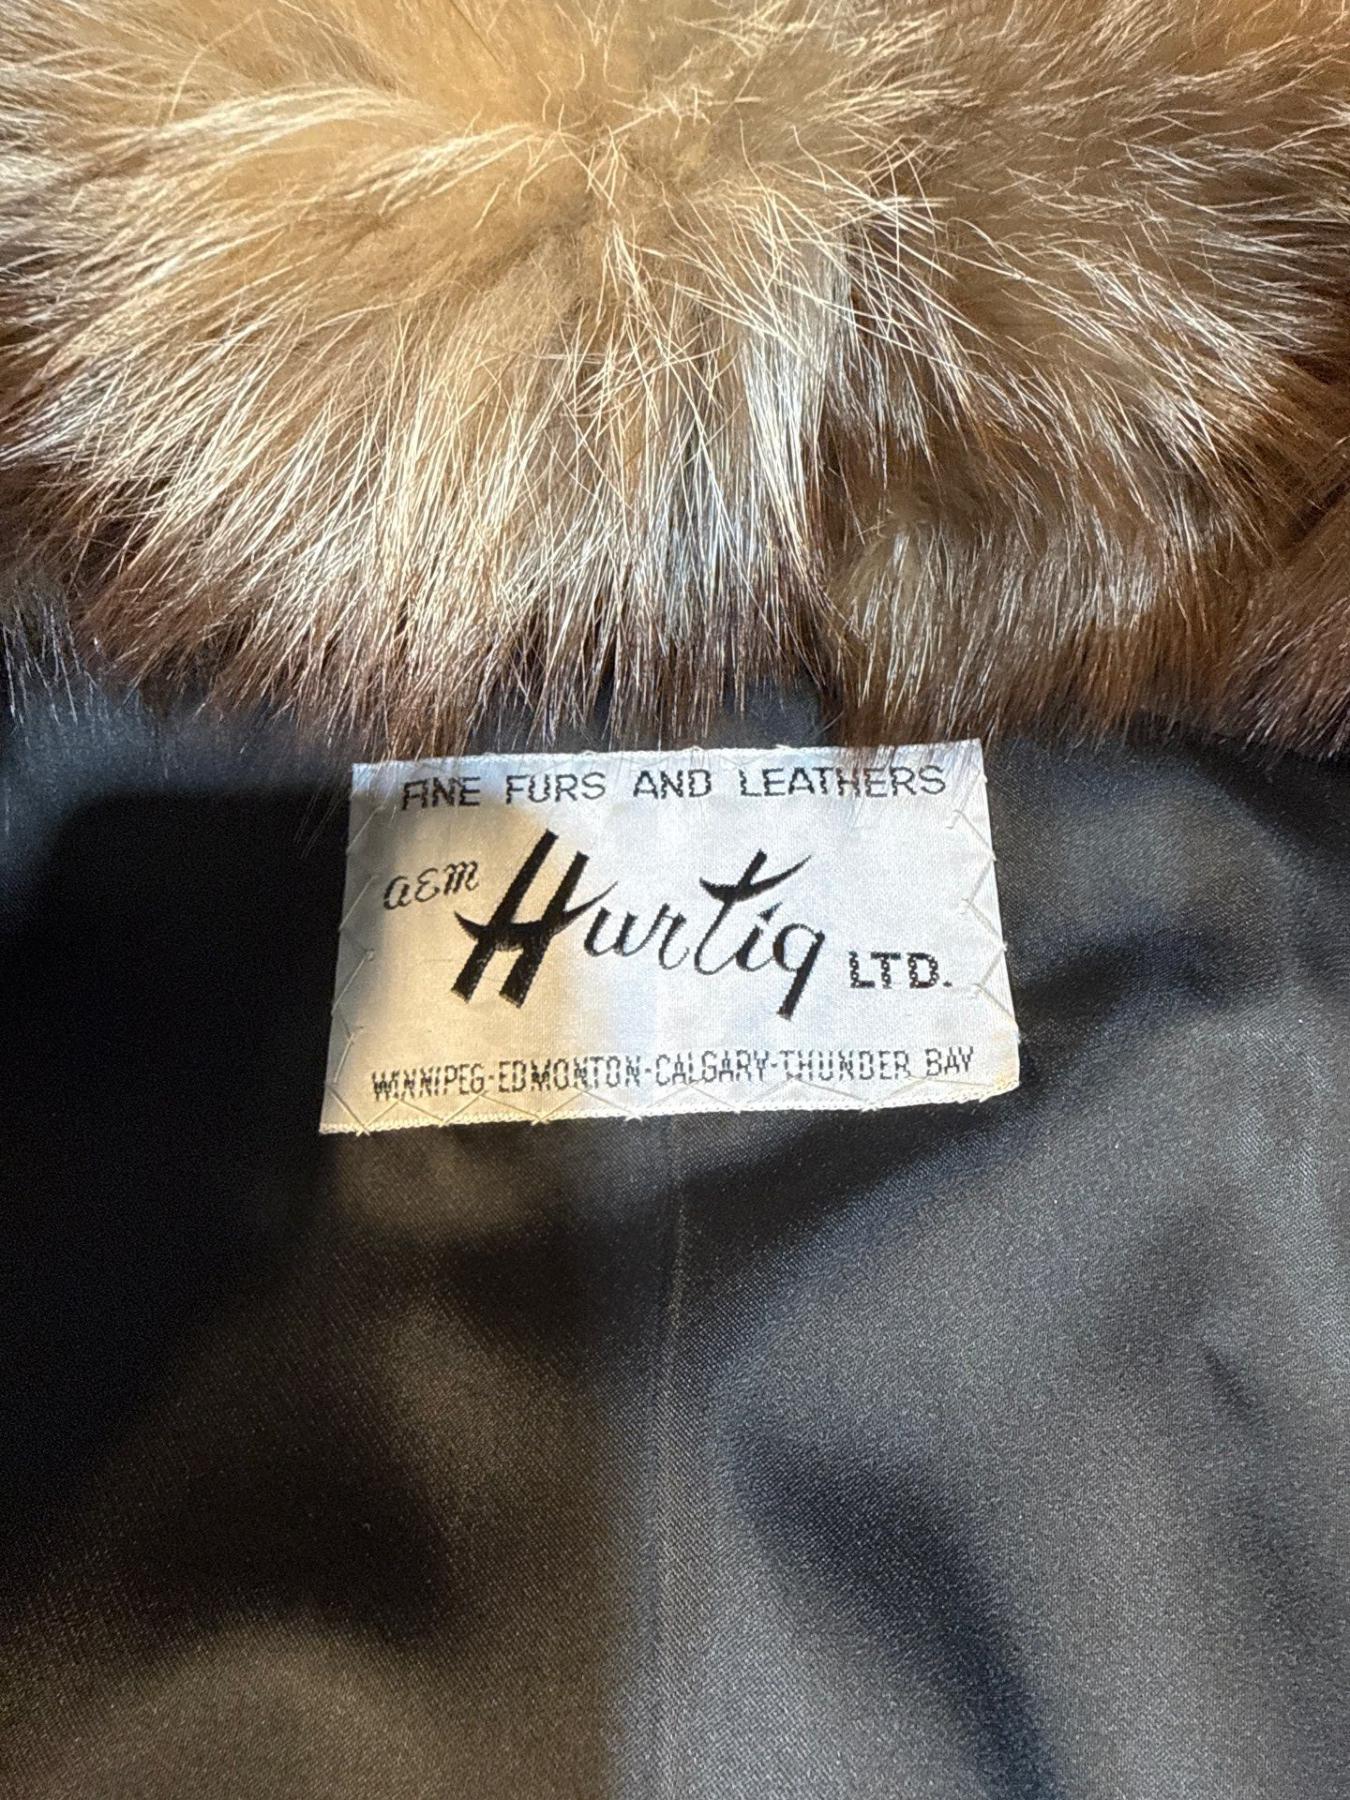 FINE FURS AND LEATHERS
a&m Hurtig LTD.
WINNIPEG-EDMONTON-CALGARY-THUNDER BAY